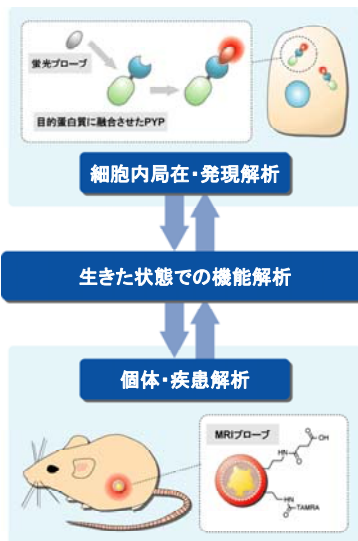 蛍光プローブ
目的蛋白質に融合させたPYP
細胞内局在・発現解析
生きた状態での機能解析
個体・疾患解析
MRIプローブ
OH
O
HN
O
HN
O
TAMRA